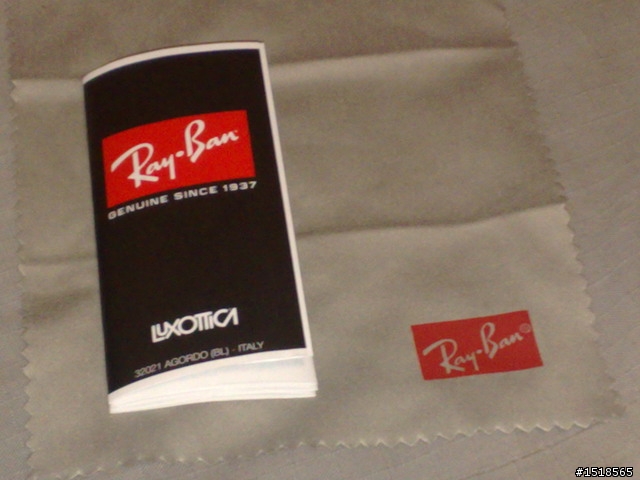 Ray-Ban
GENUINE SINCE 1937
LUXOTTICA
32021 AGORDO (BL) - ITALY
Ray-Ban®
#1518565